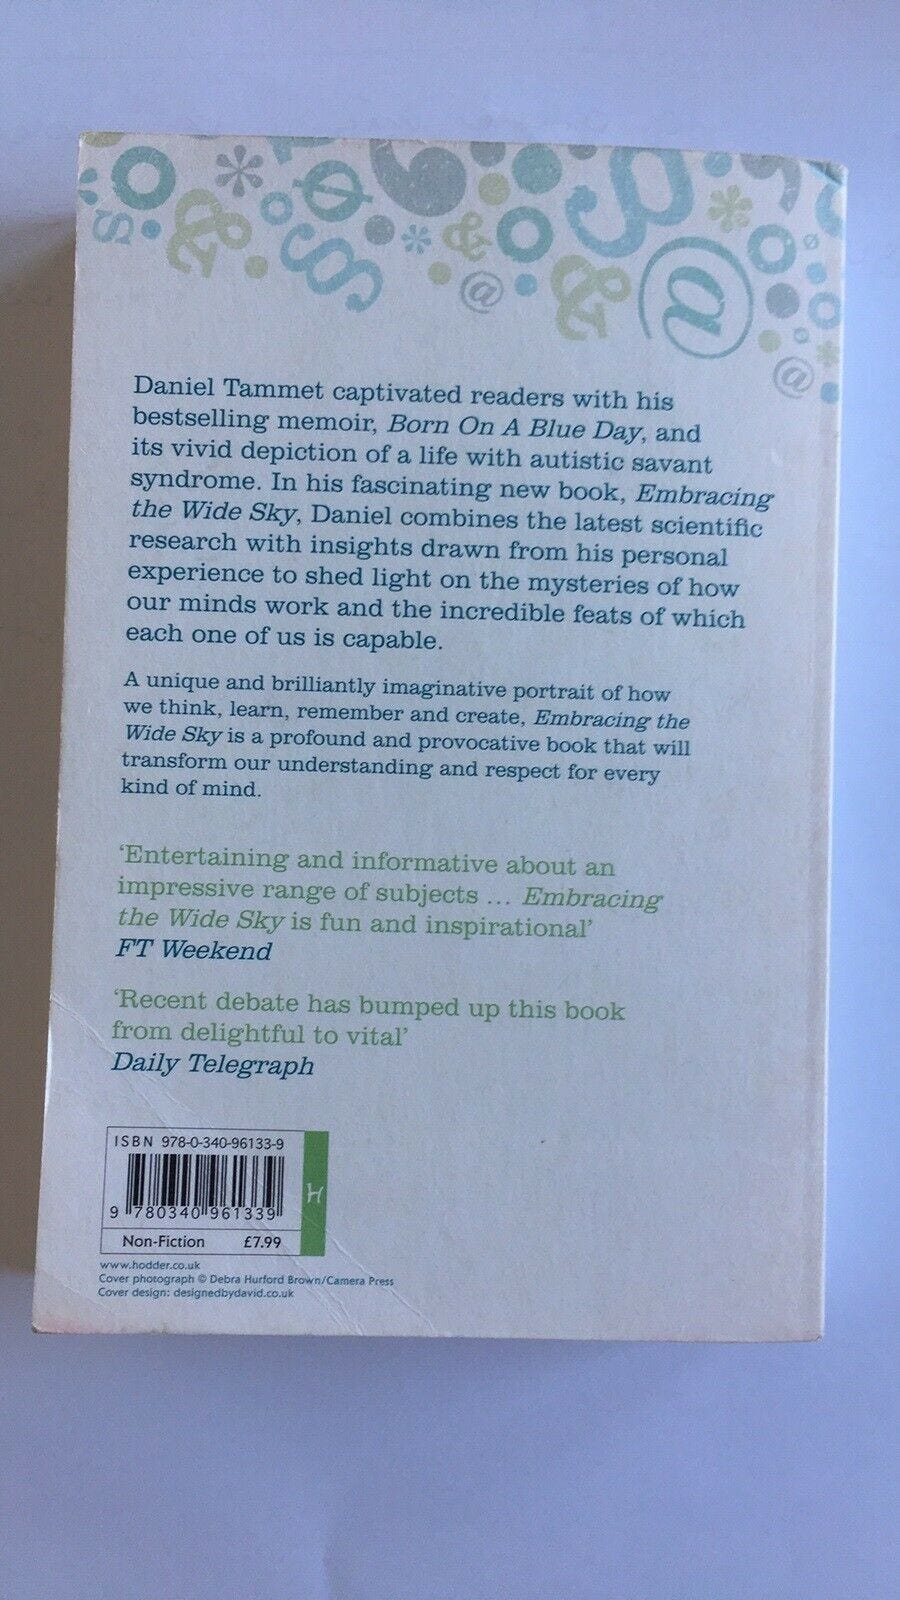 Daniel Tammet captivated readers with his
bestselling memoir, Born On A Blue Day, and
its vivid depiction of a life with autistic savant
syndrome. In his fascinating new book, Embracing
the Wide Sky, Daniel combines the latest scientific
research with insights drawn from his personal
experience to shed light on the mysteries of how
our minds work and the incredible feats of which
each one of us is capable.
A unique and brilliantly imaginative portrait of how
we think, learn, remember and create, Embracing the
Wide Sky is a profound and provocative book that will
transform our understanding and respect for every
kind of mind.
‘Entertaining and informative about an
impressive range of subjects ... Embracing
the Wide Sky is fun and inspirational’
FT Weekend
‘Recent debate has bumped up this book
from delightful to vital’
Daily Telegraph
ISBN 978-0-340-96133-9
9 780340 961339
H
Non-Fiction £7.99
www.hodder.co.uk
Cover photograph © Debra Hurford Brown/Camera Press
Cover design: designedbydavid.co.uk